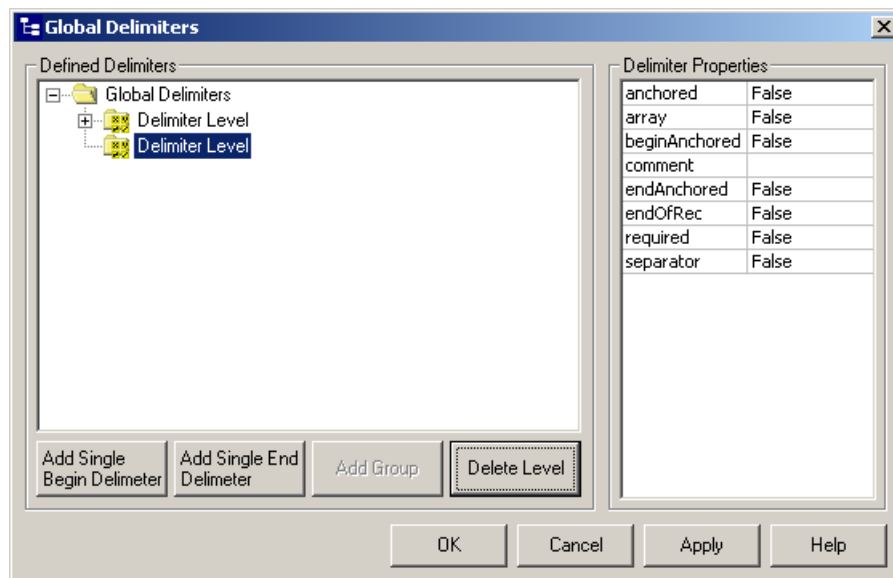 Global Delimiters
Defined Delimiters
Global Delimiters
Delimiter Level
Delimiter Level
Add Single Begin Delimeter
Add Single End Delimeter
Add Group
Delete Level
Delimiter Properties
anchored False
array False
beginAnchored False
comment
endAnchored False
endOfRec False
required False
separator False
OK Cancel Apply Help